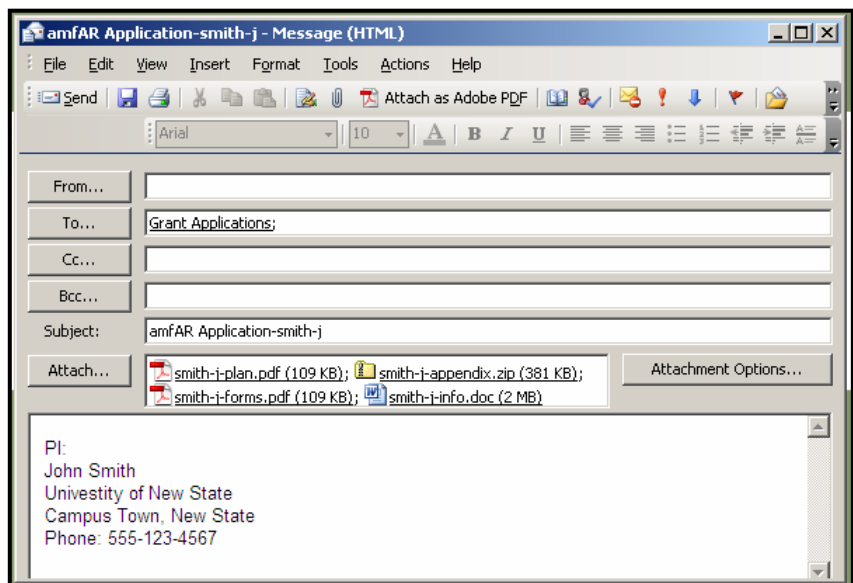 amfAR Application-smith-j - Message (HTML)
File Edit View Insert Format Tools Actions Help
Send Attach as Adobe PDF
Arial 10 A B I U
From...
To... Grant Applications;
Cc...
Bcc...
Subject: amfAR Application-smith-j
Attach... smith-j-plan.pdf (109 KB); smith-j-appendix.zip (381 KB); Attachment Options...
smith-j-forms.pdf (109 KB); smith-j-info.doc (2 MB)
PI:
John Smith
Univestity of New State
Campus Town, New State
Phone: 555-123-4567